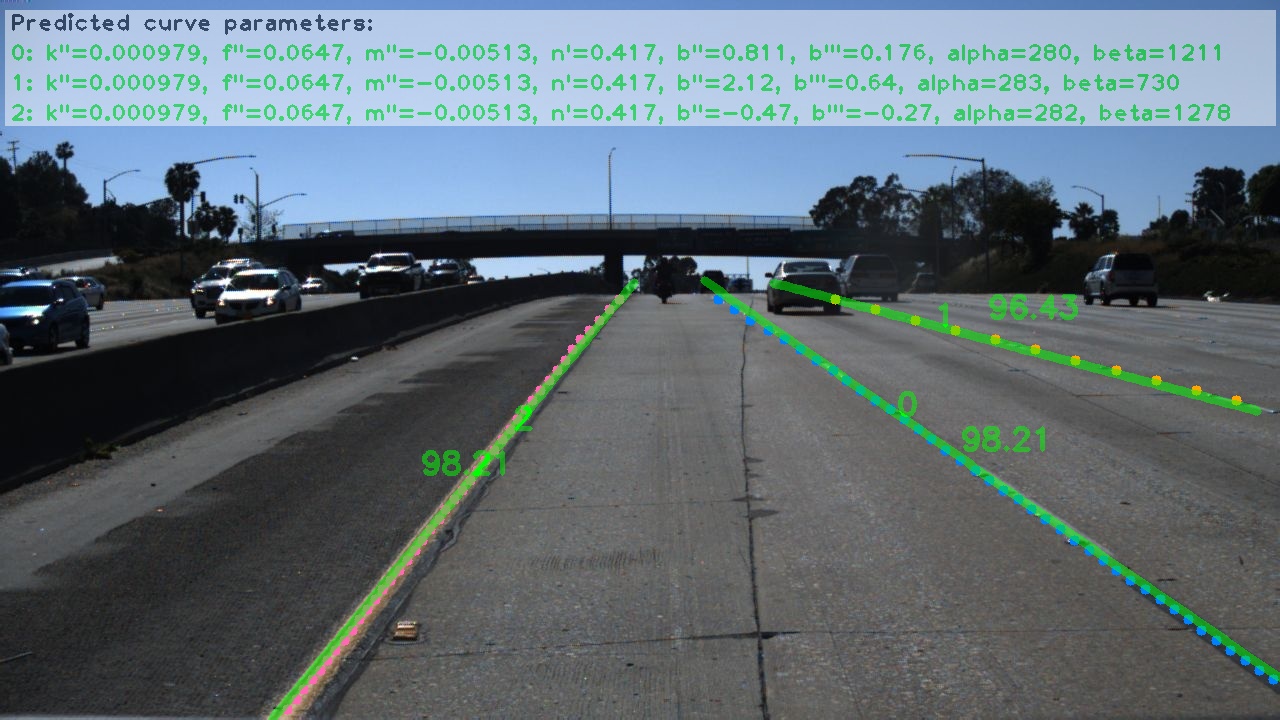 Predicted curve parameters:
0: k"=0.000979, f"=0.0647, m"=-0.00513, n'=0.417, b"=0.811, b'"=0.176, alpha=280, beta=1211
1: k"=0.000979, f"=0.0647, m"=-0.00513, n'=0.417, b"=2.12, b'"=0.64, alpha=283, beta=730
2: k"=0.000979, f"=0.0647, m"=-0.00513, n'=0.417, b"=-0.47, b'"=-0.27, alpha=282, beta=1278
1 96.43
0
98.21
2
98.21